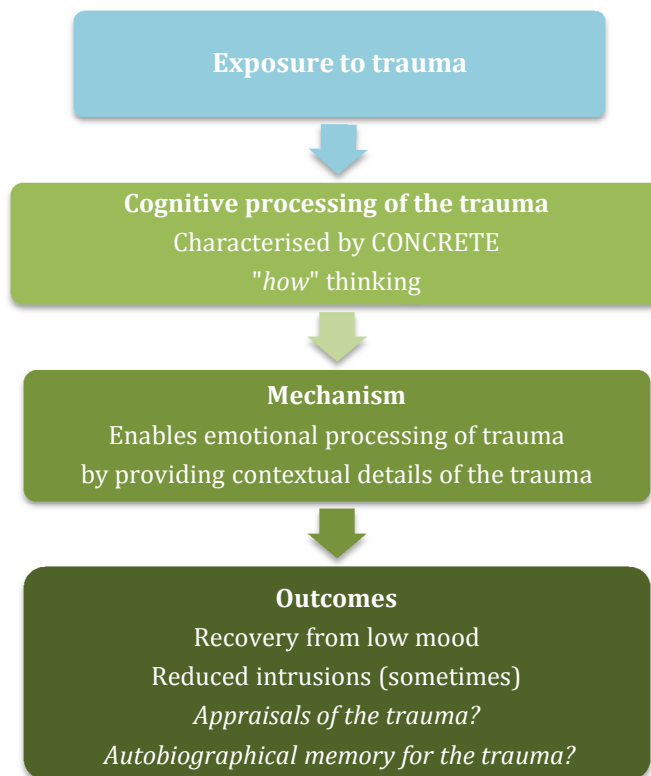 Exposure to trauma
Cognitive processing of the trauma
Characterised by CONCRETE
"how" thinking
Mechanism
Enables emotional processing of trauma
by providing contextual details of the trauma
Outcomes
Recovery from low mood
Reduced intrusions (sometimes)
Appraisals of the trauma?
Autobiographical memory for the trauma?